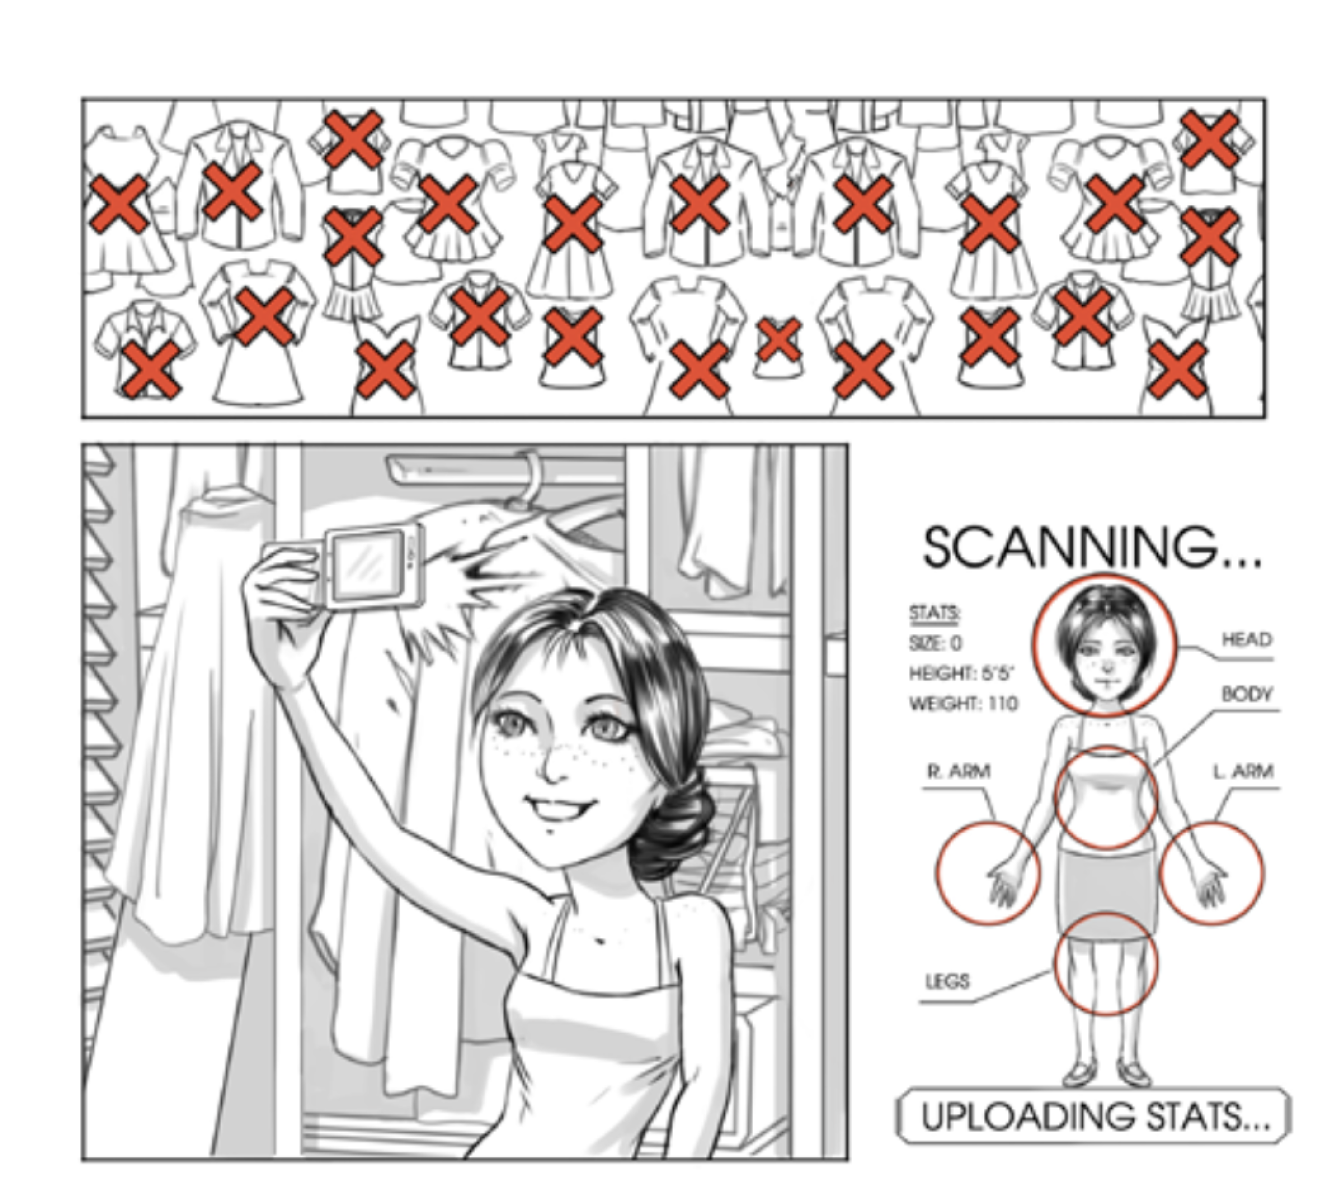 SCANNING...
STATS:
SIZE: 0
HEIGHT: 5'5"
WEIGHT: 110
HEAD
BODY
R. ARM
L. ARM
LEGS
UPLOADING STATS...